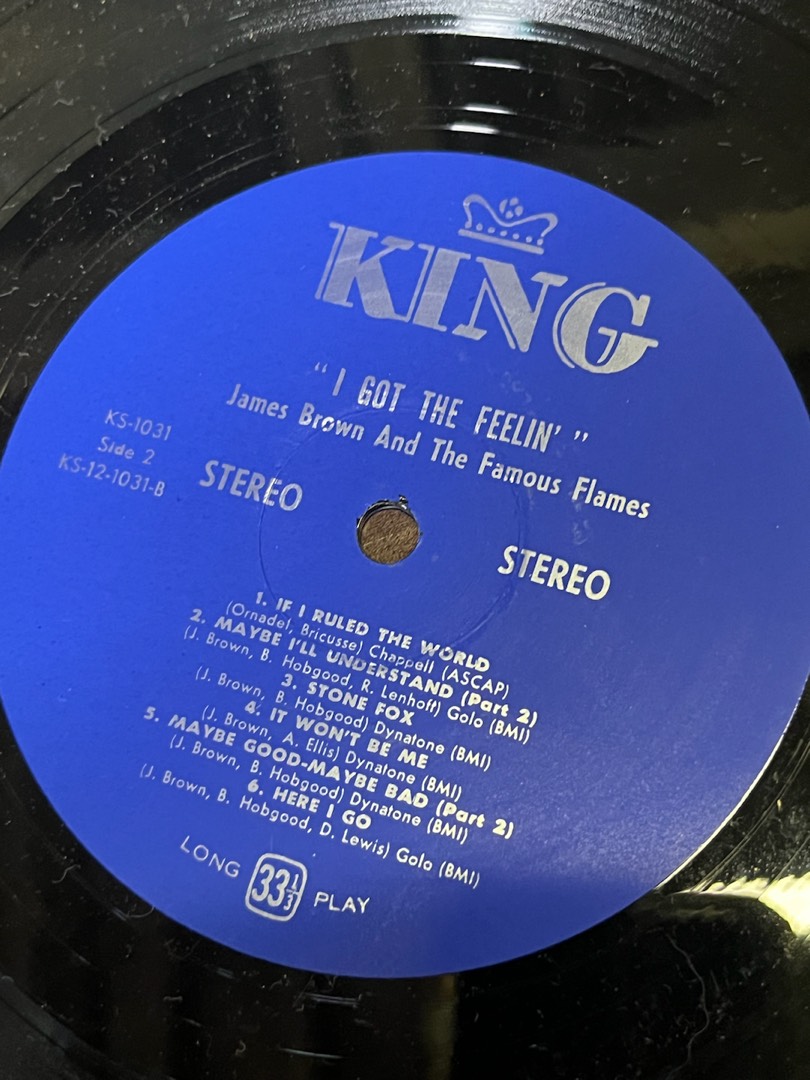 KING
“I GOT THE FEELIN' ”
James Brown And The Famous Flames
KS-1031
Side 2
KS-12-1031-B
STEREO
STEREO
1. IF I RULED THE WORLD
(Ornadel, Bricusse) Chappell (ASCAP)
2. MAYBE I'LL UNDERSTAND (Part 2)
(J. Brown, B. Hobgood, R. Lenhoff) Golo (BMI)
3. STONE FOX
(J. Brown, B. Hobgood) Dynatone (BMI)
4. IT WON'T BE ME
(J. Brown, A. Ellis) Dynatone (BMI)
5. MAYBE GOOD-MAYBE BAD (Part 2)
(J. Brown, B. Hobgood) Dynatone (BMI)
6. HERE I GO
(J. Brown, B. Hobgood, D. Lewis) Golo (BMI)
LONG 33⅓ PLAY